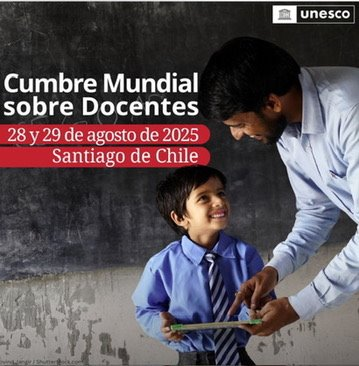 unesco
Cumbre Mundial
sobre Docentes
28 y 29 de agosto de 2025
Santiago de Chile